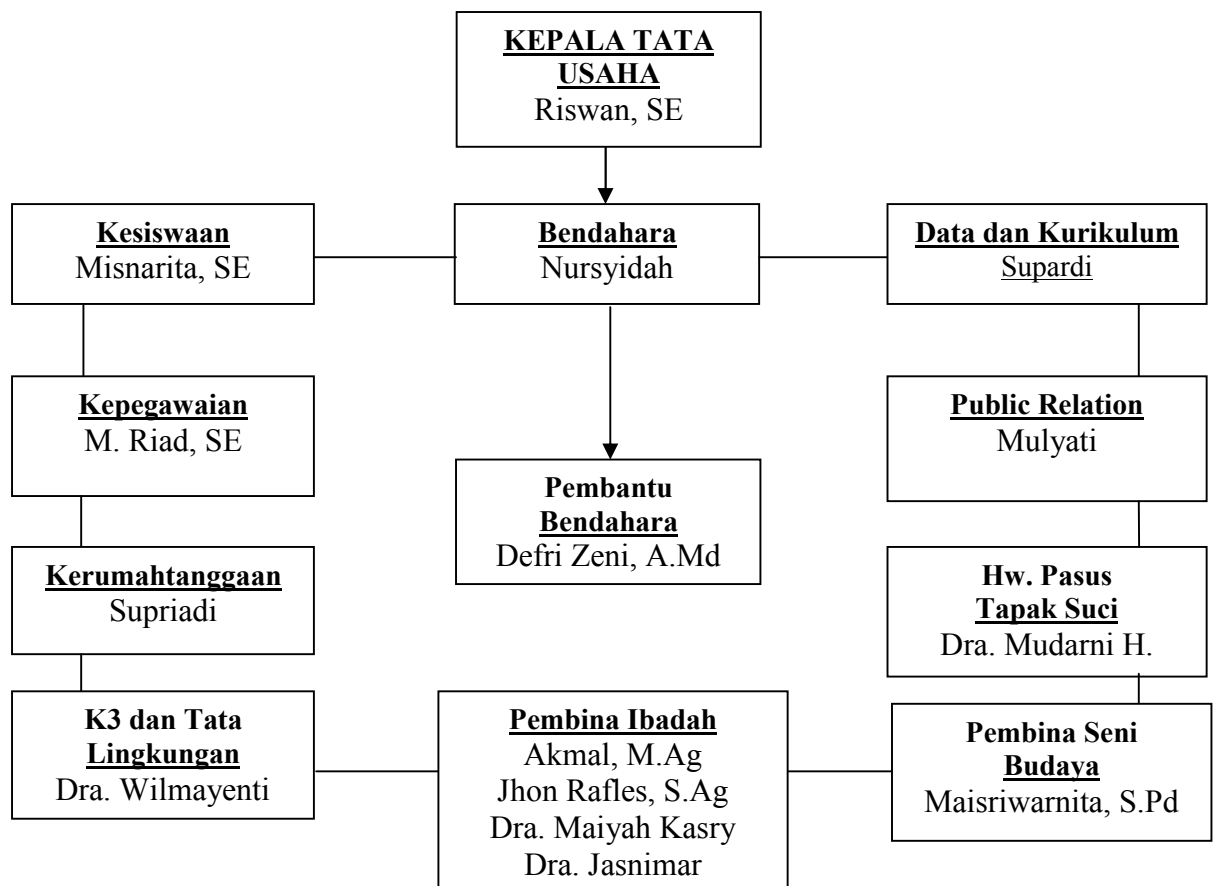 KEPALA TATA
USAHA
Riswan, SE
Kesiswaan
Misnarita, SE
Bendahara
Nursyidah
Data dan Kurikulum
Supardi
Kepegawaian
M. Riad, SE
Public Relation
Mulyati
Pembantu
Bendahara
Defri Zeni, A.Md
Kerumahtanggaan
Supriadi
Hw. Pasus
Tapak Suci
Dra. Mudarni H.
K3 dan Tata
Lingkungan
Dra. Wilmayenti
Pembina Ibadah
Akmal, M.Ag
Jhon Rafles, S.Ag
Dra. Maiyah Kasry
Dra. Jasnimar
Pembina Seni
Budaya
Maisriwarnita, S.Pd